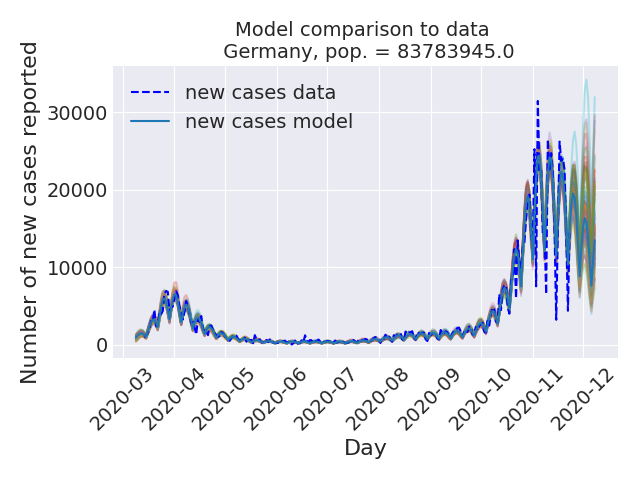 Model comparison to data
Germany, pop. = 83783945.0
new cases data
new cases model
Number of new cases reported
30000
20000
10000
0
2020-03
2020-04
2020-05
2020-06
2020-07
2020-08
2020-09
2020-10
2020-11
2020-12
Day